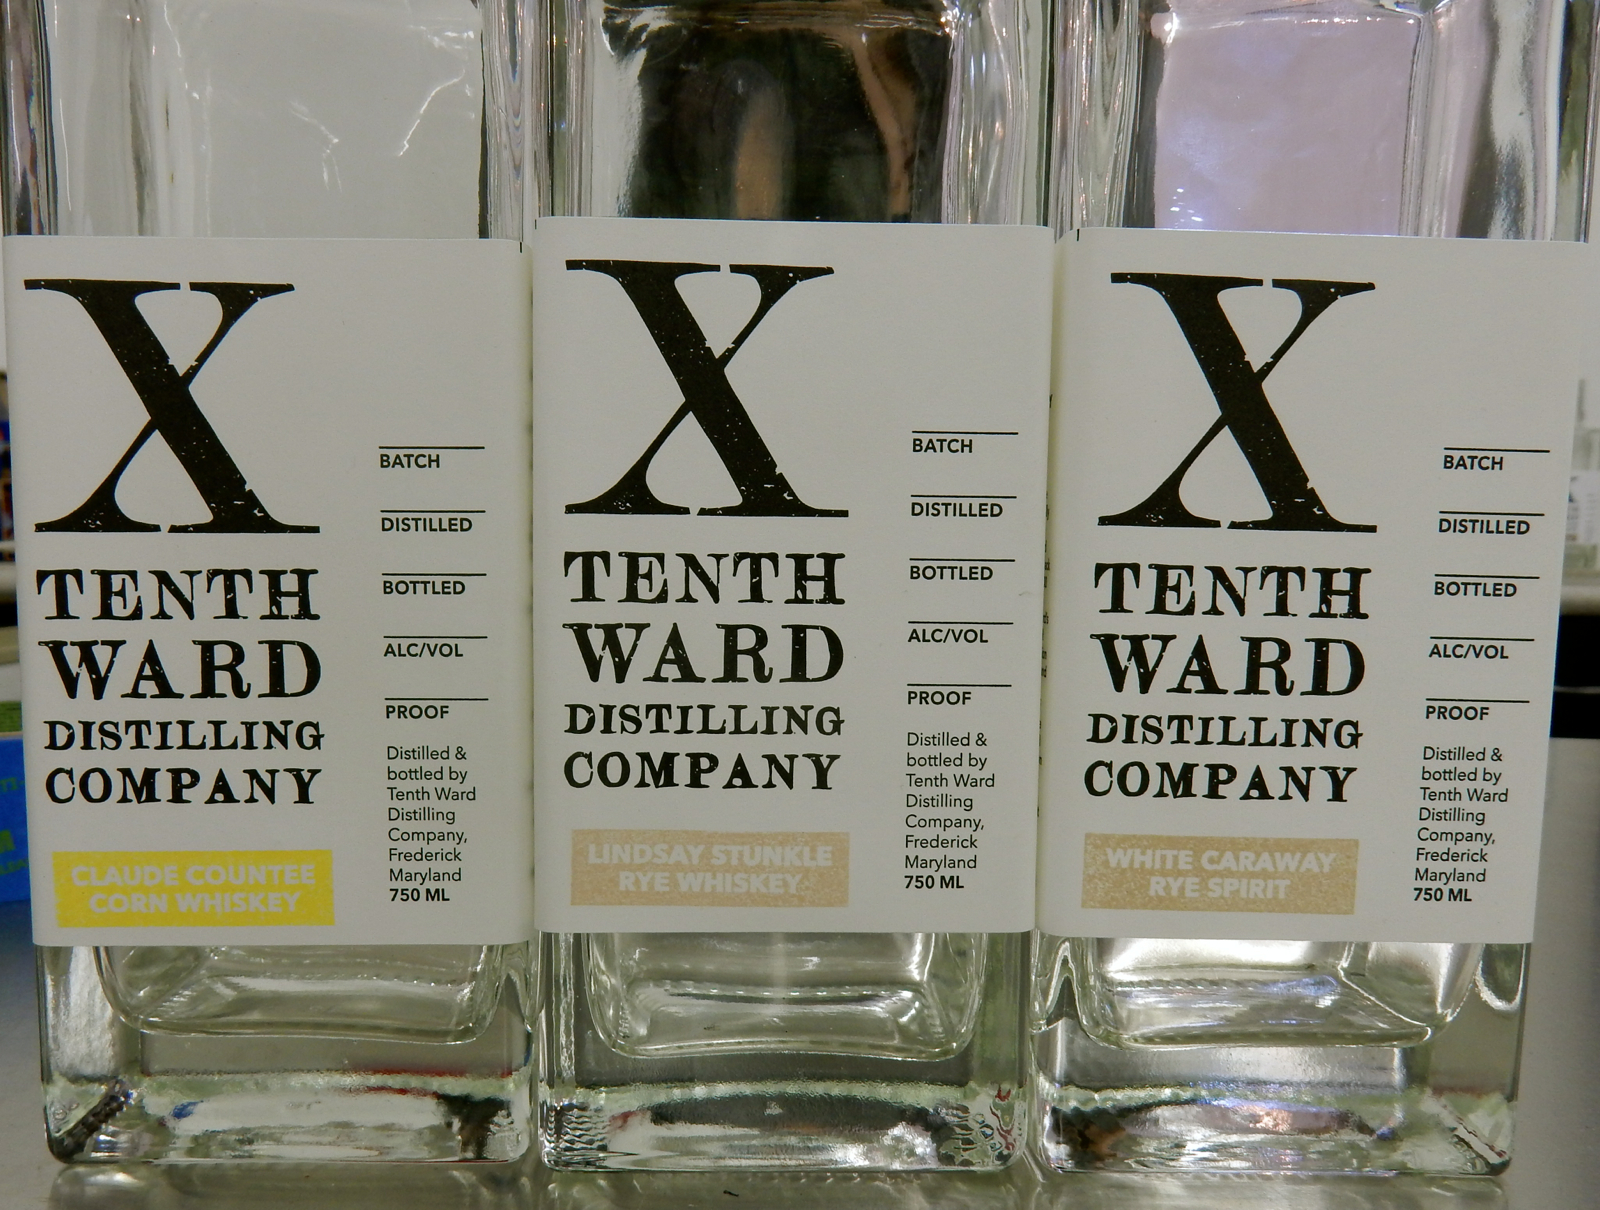 X
TENTH
WARD
DISTILLING
COMPANY
CLAUDE COUNTEE
CORN WHISKEY
BATCH
DISTILLED
BOTTLED
ALC/VOL
PROOF
Distilled &
bottled by
Tenth Ward
Distilling
Company,
Frederick
Maryland
750 ML
X
TENTH
WARD
DISTILLING
COMPANY
LINDSAY STUNKLE
RYE WHISKEY
BATCH
DISTILLED
BOTTLED
ALC/VOL
PROOF
Distilled &
bottled by
Tenth Ward
Distilling
Company,
Frederick
Maryland
750 ML
X
TENTH
WARD
DISTILLING
COMPANY
WHITE CARAWAY
RYE SPIRIT
BATCH
DISTILLED
BOTTLED
ALC/VOL
PROOF
Distilled &
bottled by
Tenth Ward
Distilling
Company,
Frederick
Maryland
750 ML